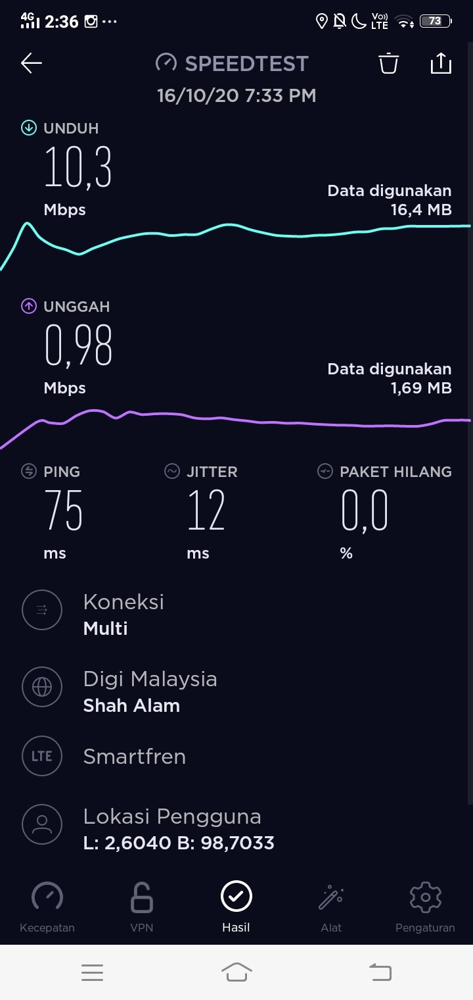 4G 2:36 Vo)) LTE 73
SPEEDTEST
16/10/20 7:33 PM
UNDUH
10,3
Mbps
Data digunakan
16,4 MB
UNGGAH
0,98
Mbps
Data digunakan
1,69 MB
PING JITTER PAKET HILANG
75 12 0,0
ms ms %
Koneksi
Multi
Digi Malaysia
Shah Alam
LTE Smartfren
Lokasi Pengguna
L: 2,6040 B: 98,7033
Kecepatan VPN Hasil Alat Pengaturan